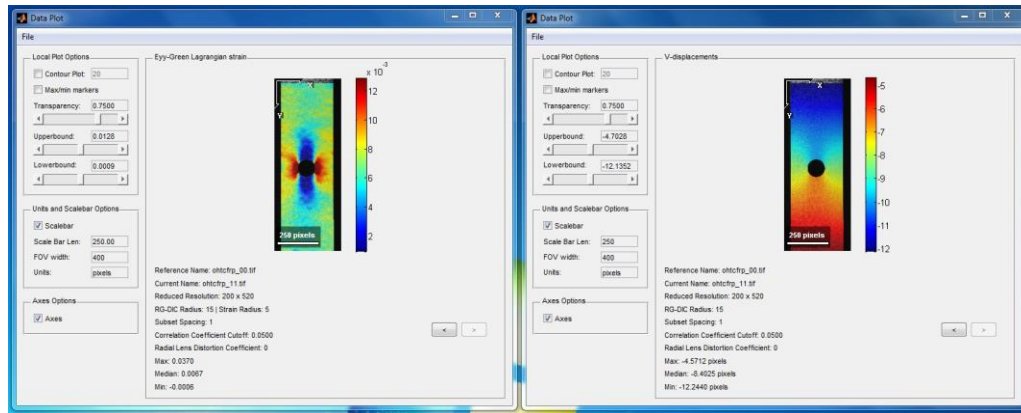 Data Plot
File
Local Plot Options
Contour Plot: 20
Max/min markers
Transparency: 0.7500
Upperbound: 0.0128
Lowerbound: 0.0009
Units and Scalebar Options
Scalebar
Scale Bar Len: 250.00
FOV width: 400
Units: pixels
Axes Options
Axes
Eyy-Green Lagrangian strain
x 10⁻³
X
Y
12
10
8
6
4
2
250 pixels
Reference Name: ohtcfrp_00.tif
Current Name: ohtcfrp_11.tif
Reduced Resolution: 200 x 520
RG-DIC Radius: 15 | Strain Radius: 5
Subset Spacing: 1
Correlation Coefficient Cutoff: 0.0500
Radial Lens Distortion Coefficient: 0
Max: 0.0370
Median: 0.0067
Min: -0.0006
< >
Data Plot
File
Local Plot Options
Contour Plot: 20
Max/min markers
Transparency: 0.7500
Upperbound: -4.7028
Lowerbound: -12.1352
Units and Scalebar Options
Scalebar
Scale Bar Len: 250
FOV width: 400
Units: pixels
Axes Options
Axes
V-displacements
X
Y
-5
-6
-7
-8
-9
-10
-11
-12
250 pixels
Reference Name: ohtcfrp_00.tif
Current Name: ohtcfrp_11.tif
Reduced Resolution: 200 x 520
RG-DIC Radius: 15
Subset Spacing: 1
Correlation Coefficient Cutoff: 0.0500
Radial Lens Distortion Coefficient: 0
Max: -4.5712 pixels
Median: -8.4025 pixels
Min: -12.2440 pixels
< >